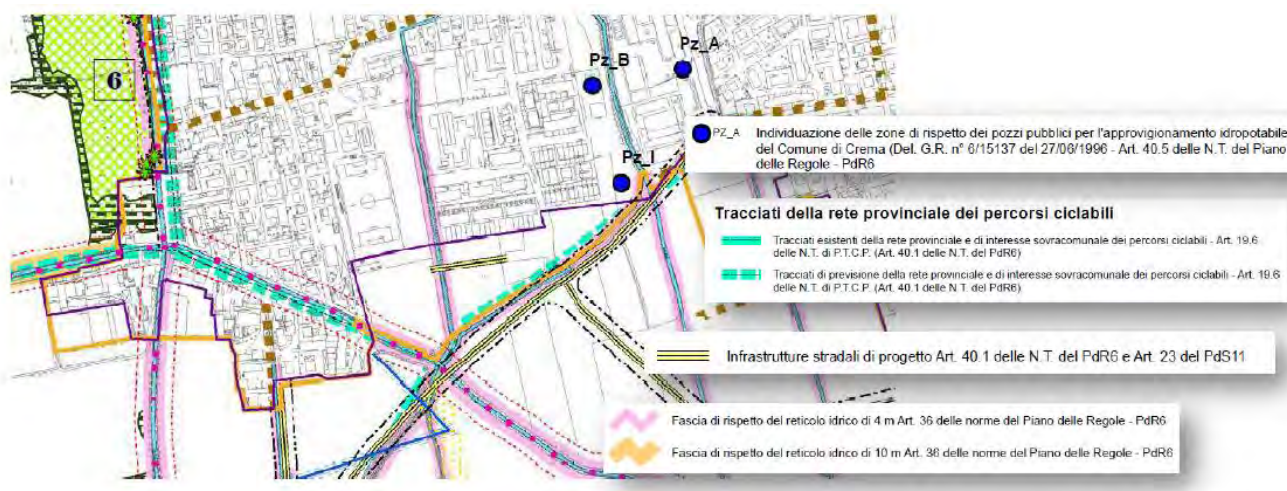 6
Pz_B
Pz_A
Pz_I
PZ_A Individuazione delle zone di rispetto dei pozzi pubblici per l'approvigionamento idropotabile
del Comune di Crema (Del. G.R. n° 6/15137 del 27/06/1996 - Art. 40.5 delle N.T. del Piano
delle Regole - PdR6
Tracciati della rete provinciale dei percorsi ciclabili
Tracciati esistenti della rete provinciale e di interesse sovracomunale dei percorsi ciclabili - Art. 19.6
delle N.T. di P.T.C.P. (Art. 40.1 delle N.T. del PdR6)
Tracciati di previsione della rete provinciale e di interesse sovracomunale dei percorsi ciclabili - Art. 19.6
delle N.T. di P.T.C.P. (Art. 40.1 delle N.T. del PdR6)
Infrastrutture stradali di progetto Art. 40.1 delle N.T. del PdR6 e Art. 23 del PdS11
Fascia di rispetto del reticolo idrico di 4 m Art. 36 delle norme del Piano delle Regole - PdR6
Fascia di rispetto del reticolo idrico di 10 m Art. 36 delle norme del Piano delle Regole - PdR6